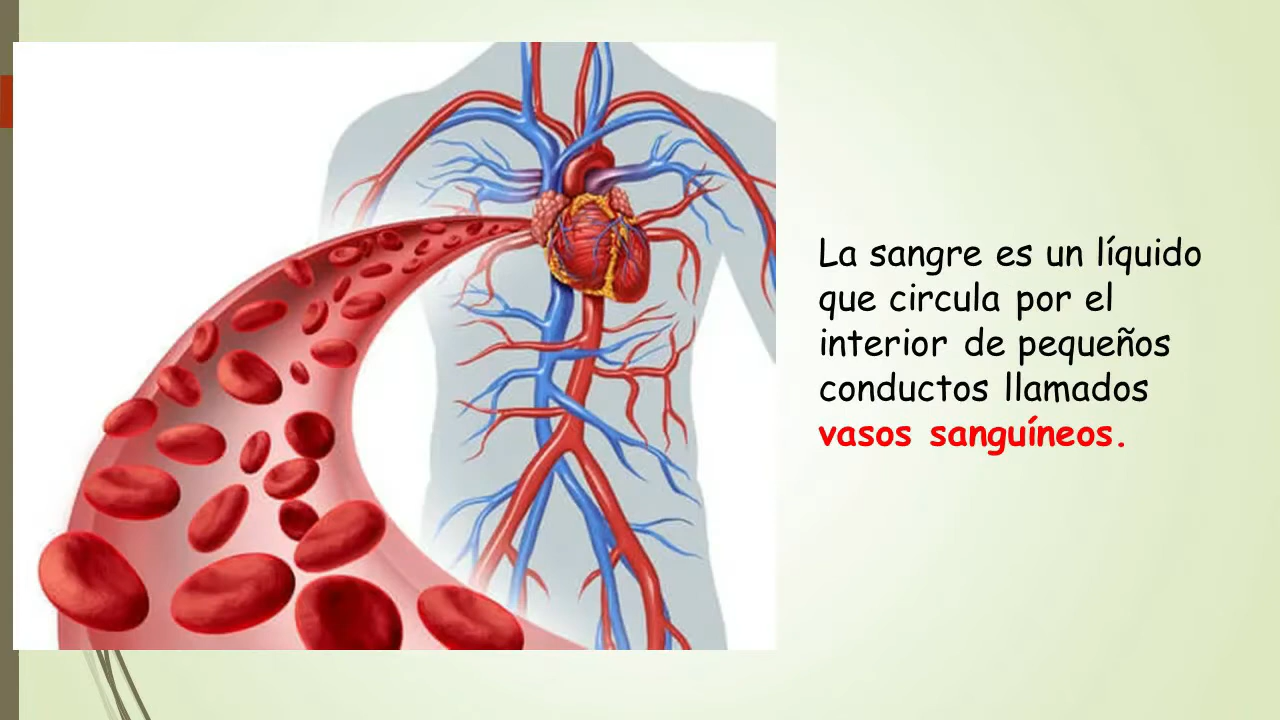 La sangre es un líquido
que circula por el
interior de pequeños
conductos llamados
vasos sanguíneos.